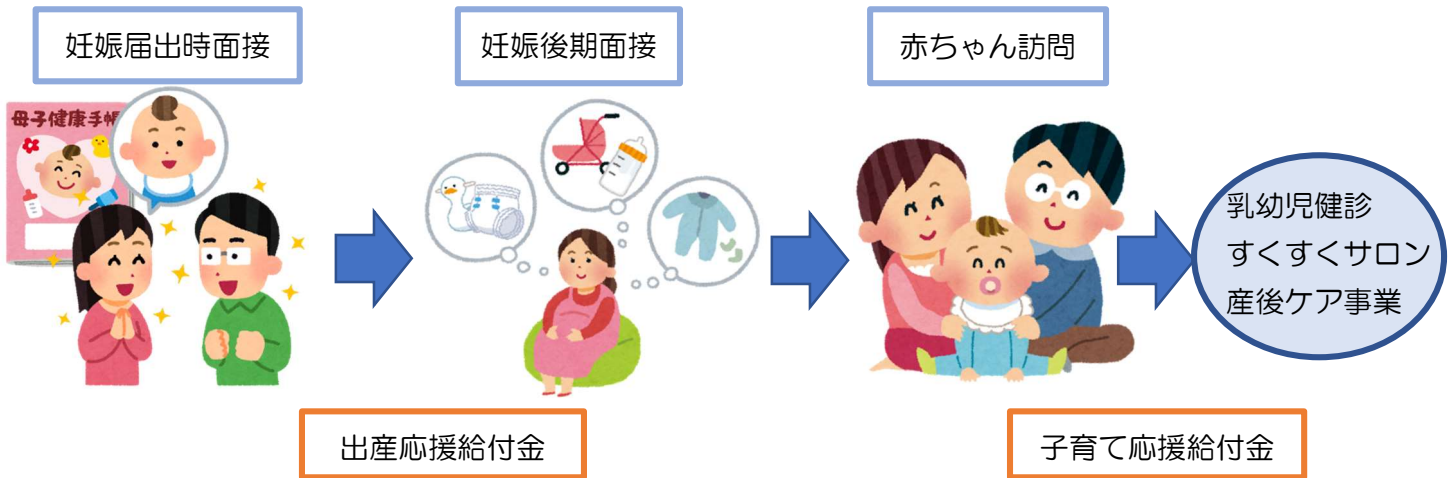 妊娠届出時面接
妊娠後期面接
赤ちゃん訪問
母子健康手帳
乳幼児健診
すくすくサロン
産後ケア事業
出産応援給付金
子育て応援給付金